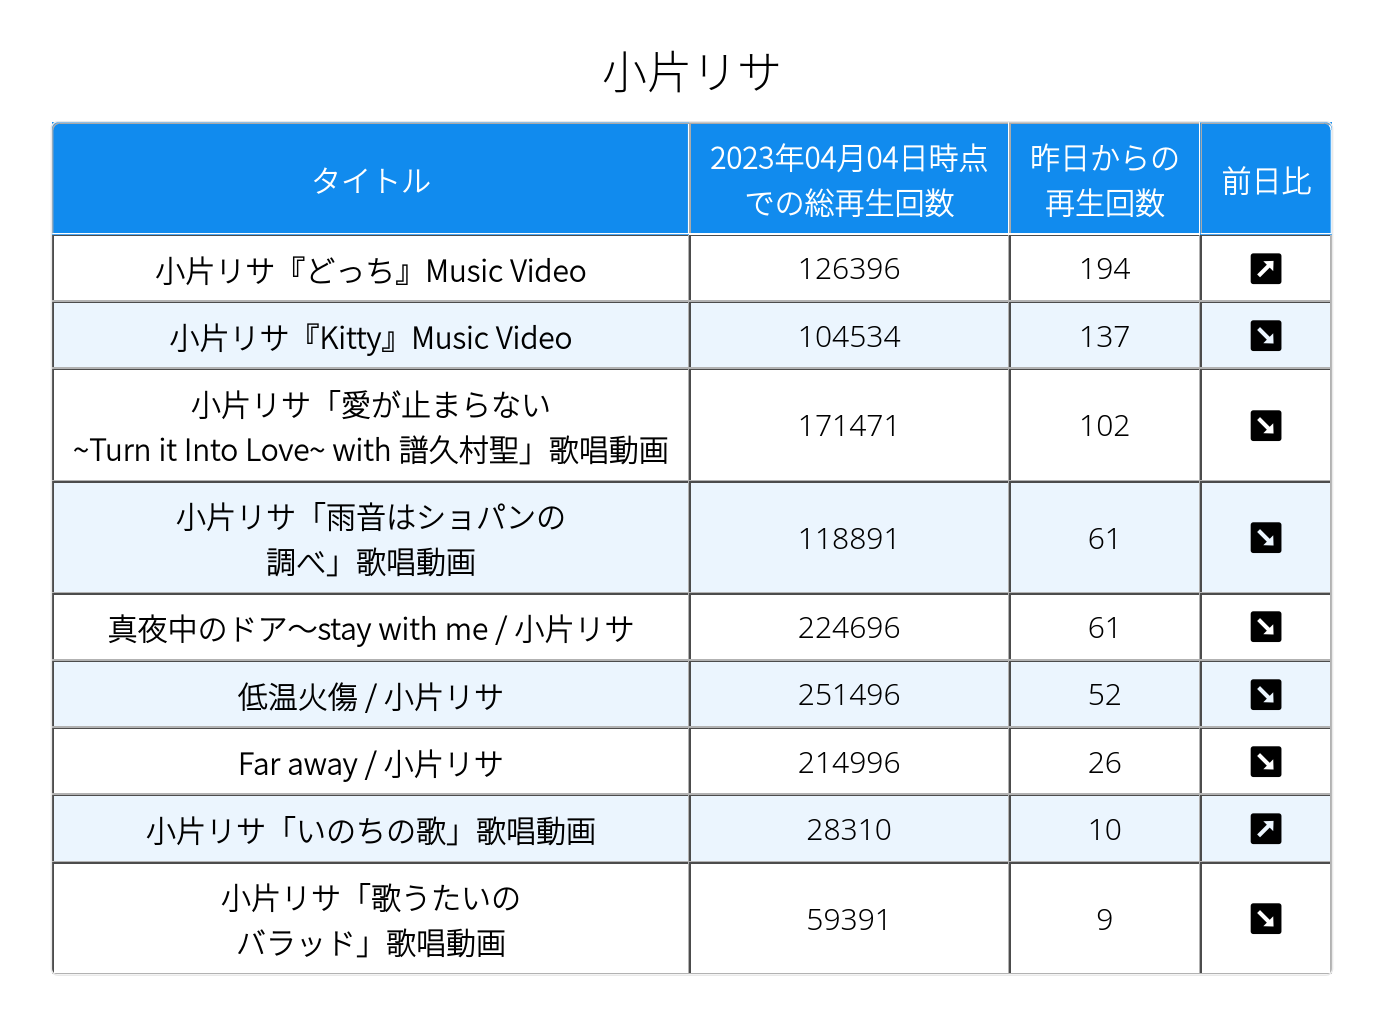 小片リサ
タイトル
2023年04月04日時点
での総再生回数
昨日からの
再生回数
前日比
小片リサ『どっち』Music Video
126396
194
小片リサ『Kitty』Music Video
104534
137
小片リサ「愛が止まらない
~Turn it Into Love~ with 譜久村聖」歌唱動画
171471
102
小片リサ「雨音はショパンの
調べ」歌唱動画
118891
61
真夜中のドア〜stay with me / 小片リサ
224696
61
低温火傷 / 小片リサ
251496
52
Far away / 小片リサ
214996
26
小片リサ「いのちの歌」歌唱動画
28310
10
小片リサ「歌うたいの
バラッド」歌唱動画
59391
9